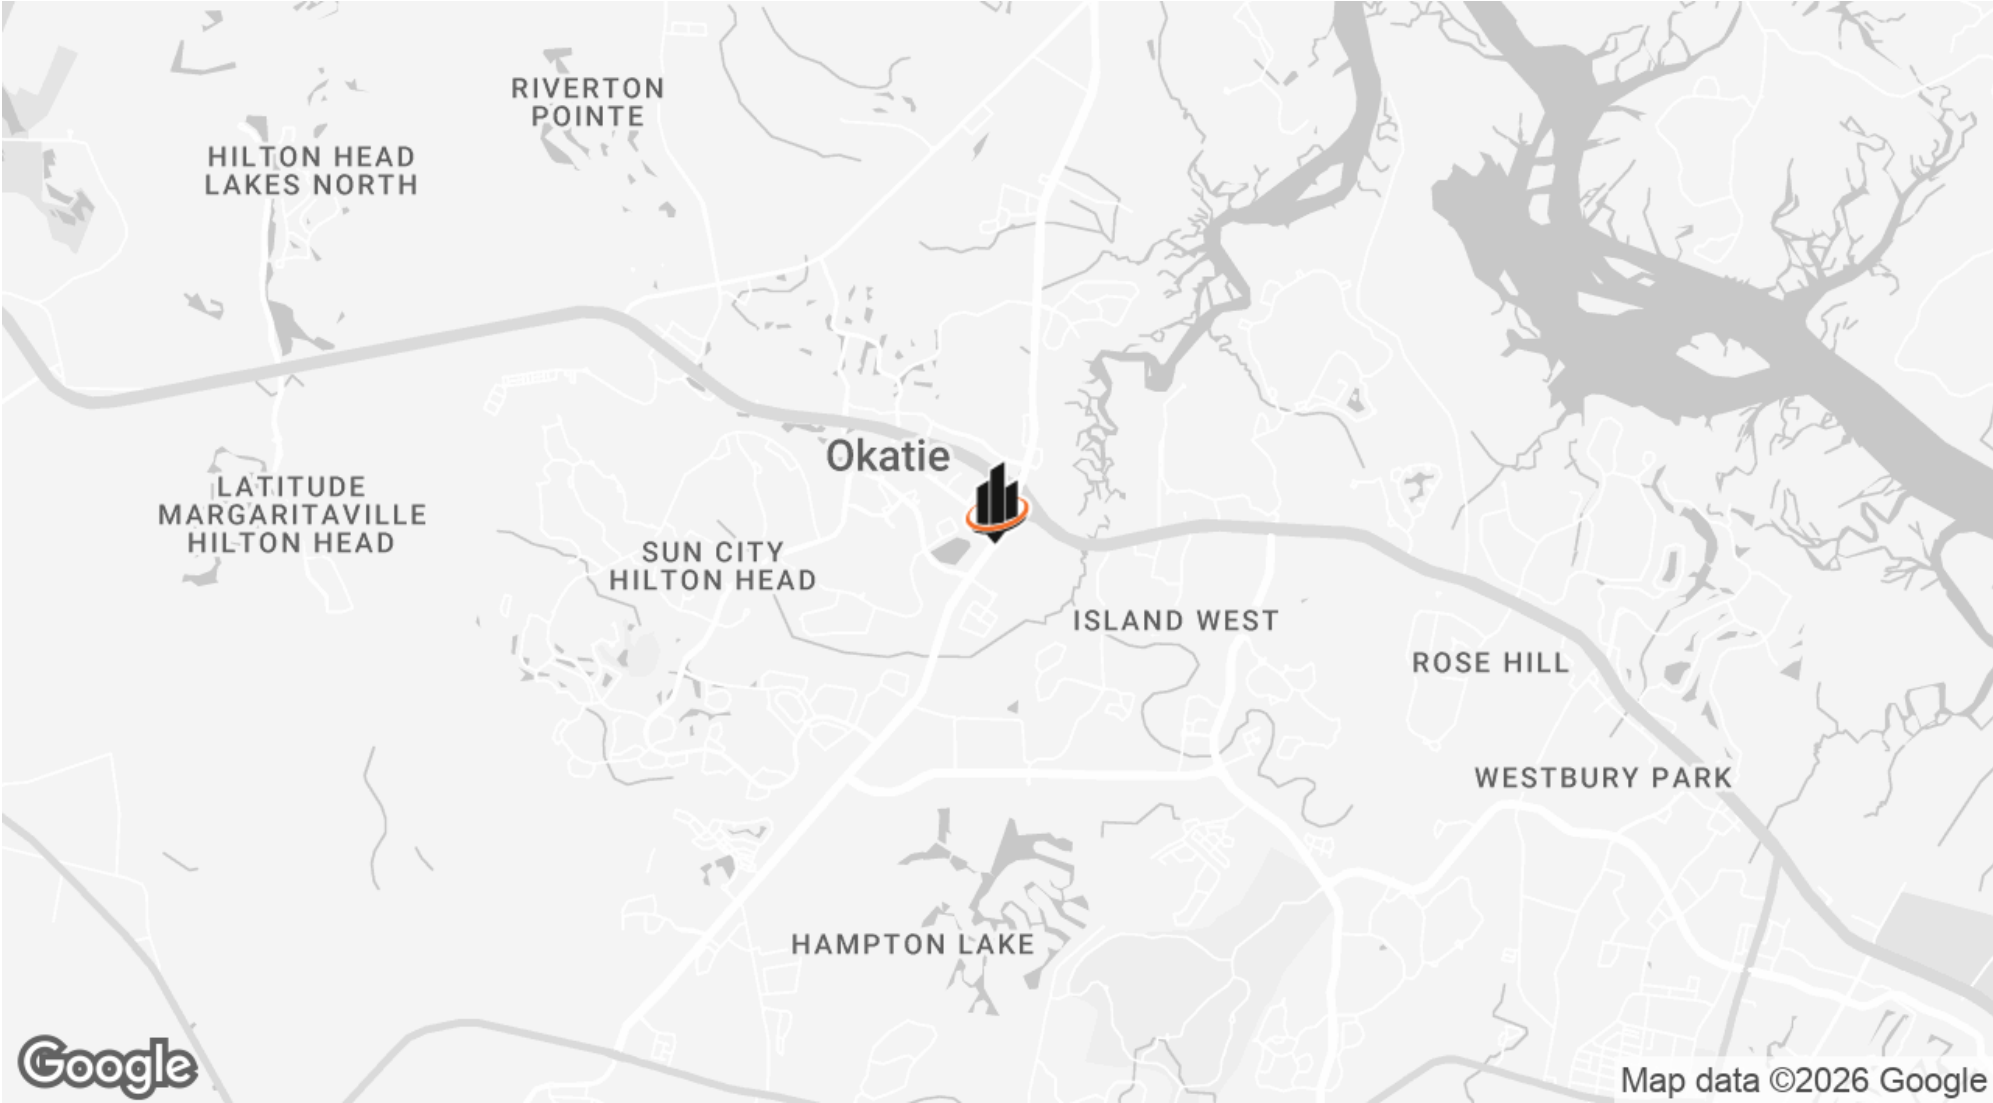 RIVERTON
POINTE
HILTON HEAD
LAKES NORTH
Okatie
LATITUDE
MARGARITAVILLE
HILTON HEAD
SUN CITY
HILTON HEAD
ISLAND WEST
ROSE HILL
WESTBURY PARK
HAMPTON LAKE
Google
Map data ©2026 Google